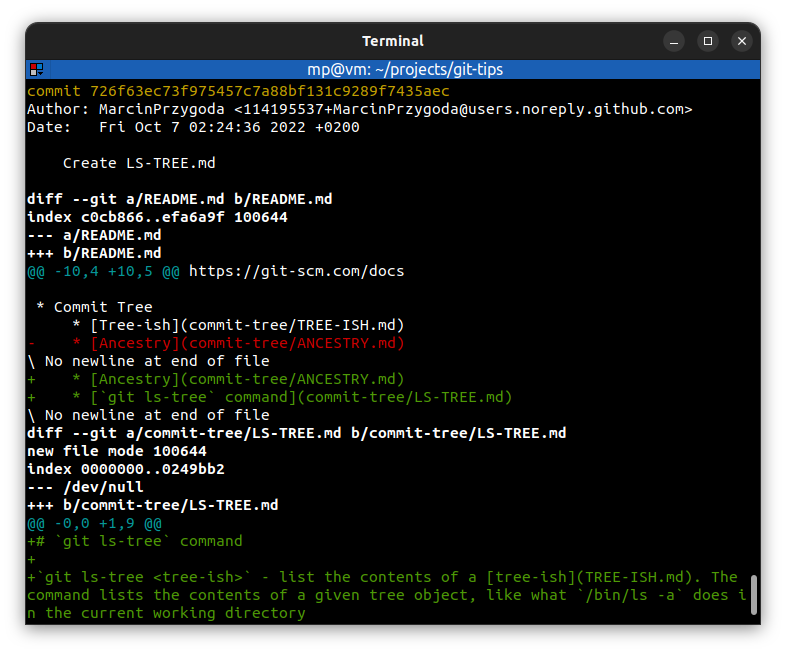 Terminal
mp@vm: ~/projects/git-tips
commit 726f63ec73f975457c7a88bf131c9289f7435aec
Author: MarcinPrzygoda <114195537+MarcinPrzygoda@users.noreply.github.com>
Date:   Fri Oct 7 02:24:36 2022 +0200
    Create LS-TREE.md
diff --git a/README.md b/README.md
index c0cb866..efa6a9f 100644
--- a/README.md
+++ b/README.md
@@ -10,4 +10,5 @@ https://git-scm.com/docs
 * Commit Tree
     * [Tree-ish](commit-tree/TREE-ISH.md)
-    * [Ancestry](commit-tree/ANCESTRY.md)
\ No newline at end of file
+    * [Ancestry](commit-tree/ANCESTRY.md)
+    * [`git ls-tree` command](commit-tree/LS-TREE.md)
\ No newline at end of file
diff --git a/commit-tree/LS-TREE.md b/commit-tree/LS-TREE.md
new file mode 100644
index 0000000..0249bb2
--- /dev/null
+++ b/commit-tree/LS-TREE.md
@@ -0,0 +1,9 @@
+# `git ls-tree` command
+
+`git ls-tree <tree-ish>` - list the contents of a [tree-ish](TREE-ISH.md). The
command lists the contents of a given tree object, like what `/bin/ls -a` does i
n the current working directory